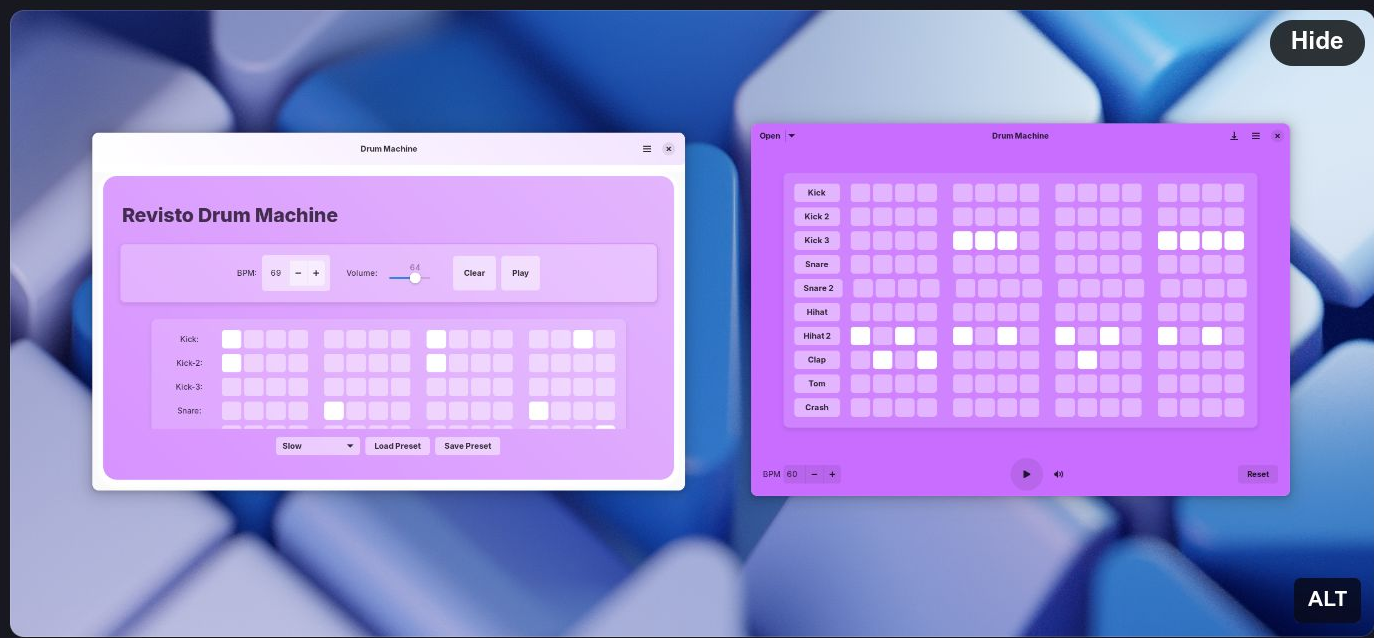 Hide
Drum Machine
Revisto Drum Machine
BPM: 69 − + Volume: 64 Clear Play
Kick:
Kick-2:
Kick-3:
Snare:
Slow Load Preset Save Preset
Open Drum Machine
Kick
Kick 2
Kick 3
Snare
Snare 2
Hihat
Hihat 2
Clap
Tom
Crash
BPM 60 − + Reset
ALT